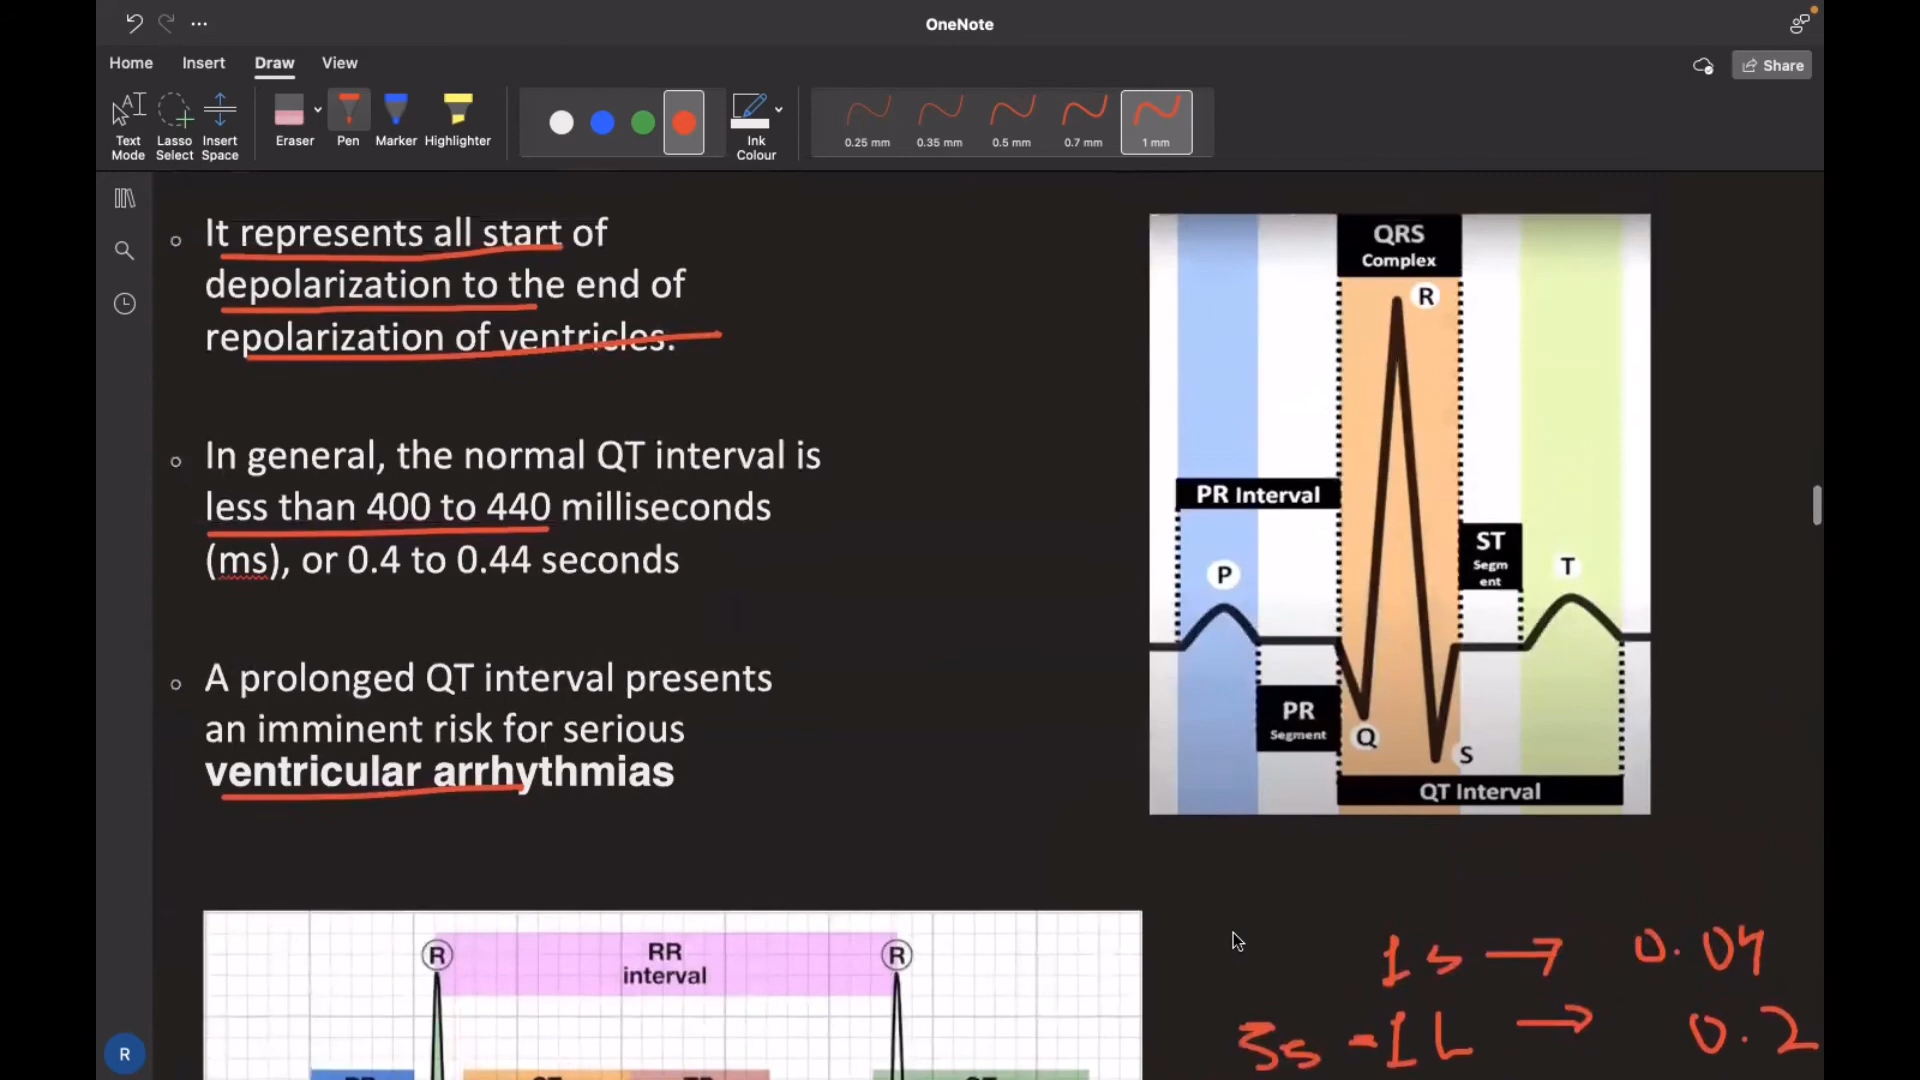 OneNote
Home Insert Draw View
Share
Text Mode
Lasso Select
Insert Space
Eraser
Pen
Marker
Highlighter
Ink Colour
0.25 mm
0.35 mm
0.5 mm
0.7 mm
1 mm
It represents all start of
depolarization to the end of
repolarization of ventricles.
In general, the normal QT interval is
less than 400 to 440 milliseconds
(ms), or 0.4 to 0.44 seconds
A prolonged QT interval presents
an imminent risk for serious
ventricular arrhythmias
QRS
Complex
R
PR Interval
ST
Segm
ent
P
T
PR
Segment
Q
S
QT Interval
R
RR
interval
R
1s → 0.04
5s - 1L → 0.2
R